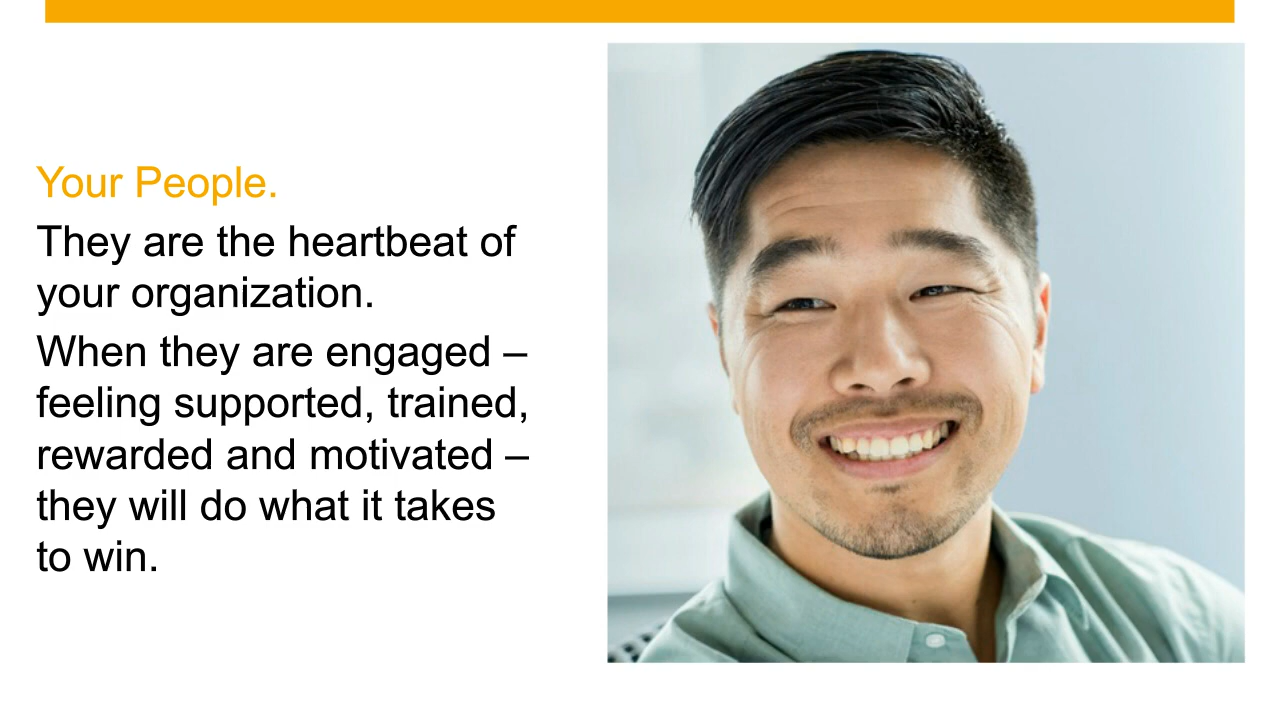 Your People.
They are the heartbeat of
your organization.
When they are engaged –
feeling supported, trained,
rewarded and motivated –
they will do what it takes
to win.